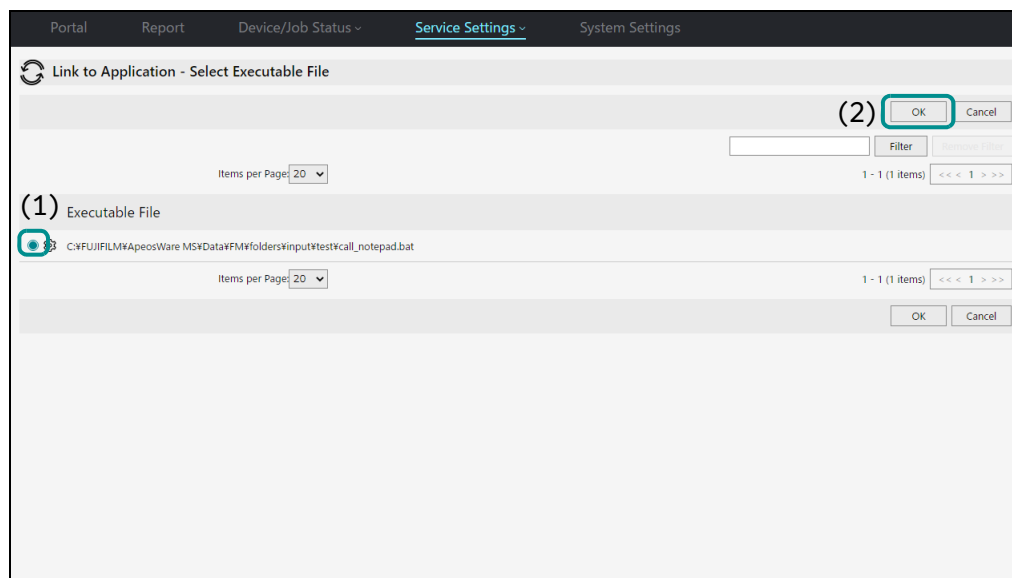 Portal Report Device/Job Status Service Settings System Settings
Link to Application - Select Executable File
(2) OK Cancel
Filter Remove Filter
Items per Page: 20 1 - 1 (1 items) << < 1 > >>
(1) Executable File
C:¥FUJIFILM¥ApeosWare MS¥Data¥FM¥folders¥input¥test¥call_notepad.bat
Items per Page: 20 1 - 1 (1 items) << < 1 > >>
OK Cancel